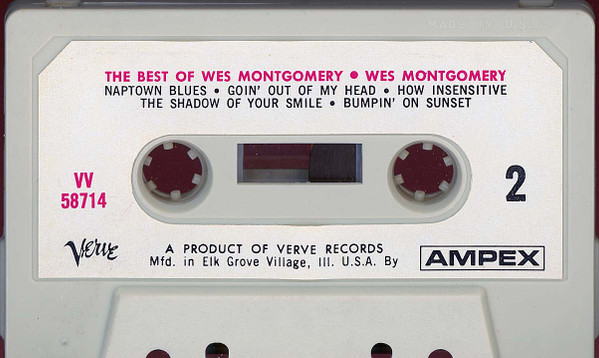 MADE IN U.S.A.
THE BEST OF WES MONTGOMERY • WES MONTGOMERY
NAPTOWN BLUES • GOIN' OUT OF MY HEAD • HOW INSENSITIVE
THE SHADOW OF YOUR SMILE • BUMPIN' ON SUNSET
VV
58714
2
Verve
A PRODUCT OF VERVE RECORDS
Mfd. in Elk Grove Village, Ill. U.S.A. By
AMPEX